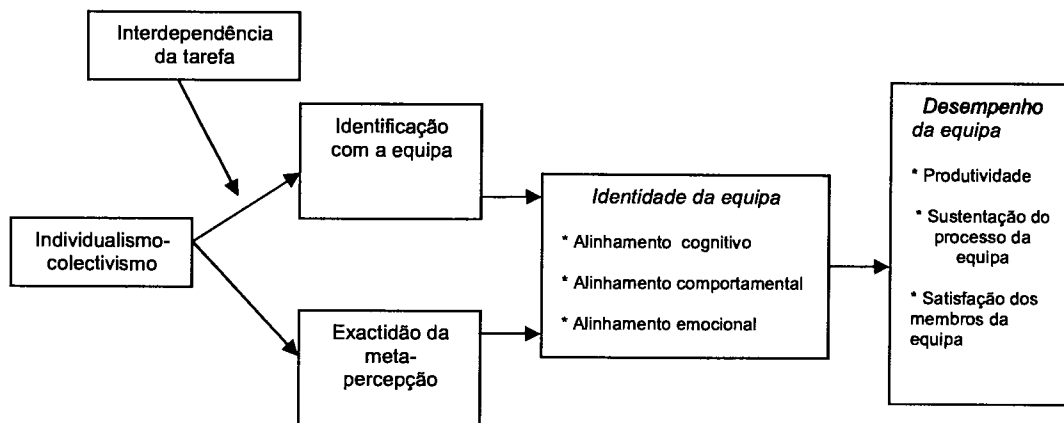 Interdependência
da tarefa
Identificação
com a equipa
Individualismo-
colectivismo
Exactidão da
meta-
percepção
Identidade da equipa
* Alinhamento cognitivo
* Alinhamento comportamental
* Alinhamento emocional
Desempenho
da equipa
* Produtividade
* Sustentação do
processo da
equipa
* Satisfação dos
membros da
equipa